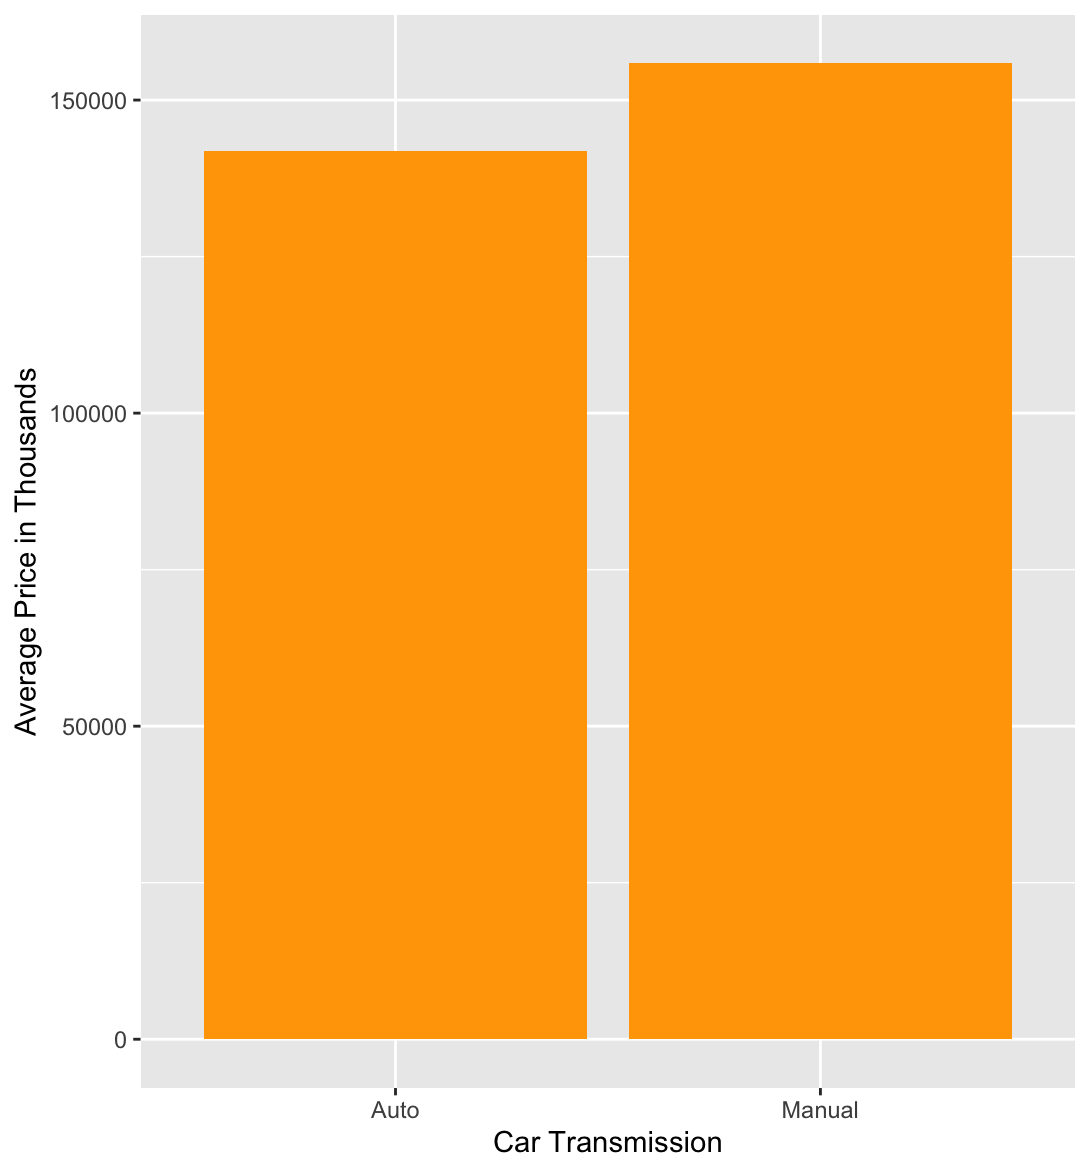 Average Price in Thousands
150000
100000
50000
0
Auto
Manual
Car Transmission